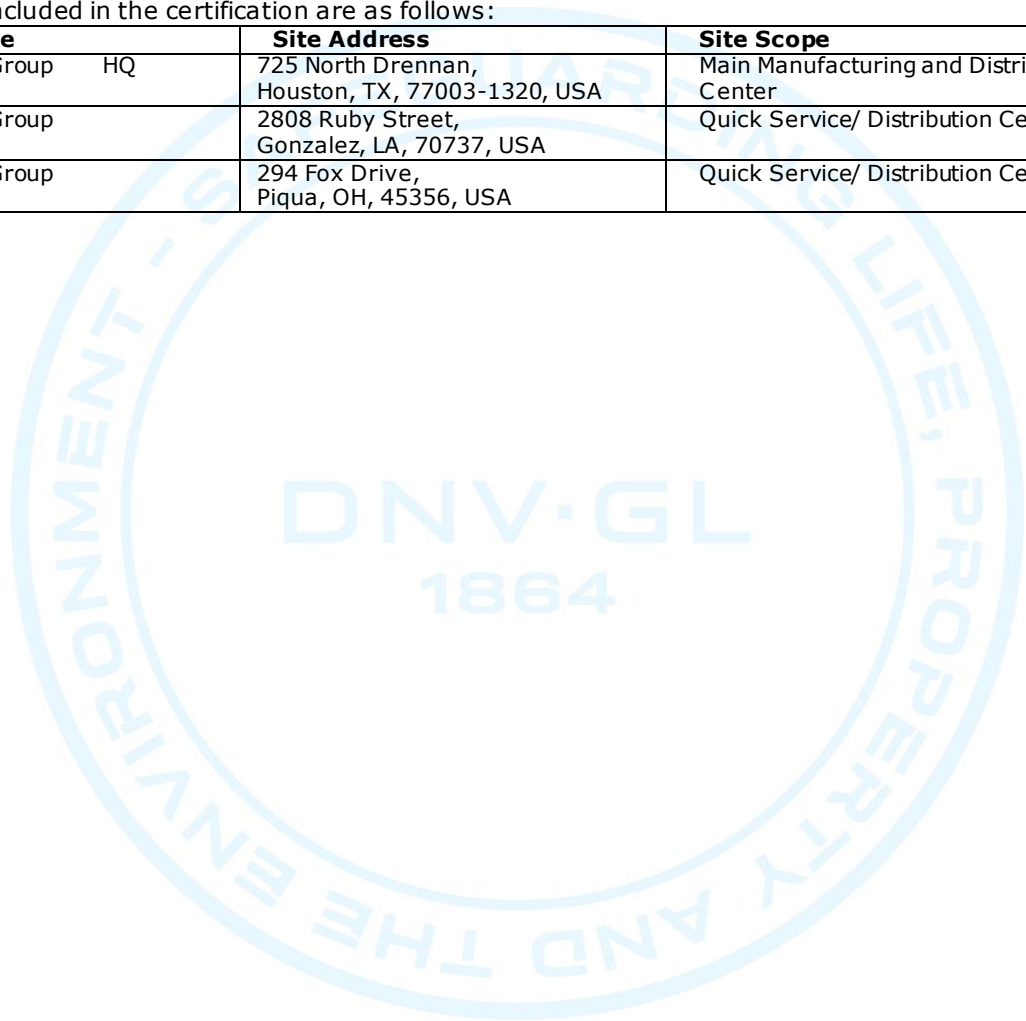 ncluded in the certification are as follows:
e Site Address Site Scope
Group HQ 725 North Drennan, Main Manufacturing and Distri
Houston, TX, 77003-1320, USA Center
Group 2808 Ruby Street, Quick Service/ Distribution Ce
Gonzalez, LA, 70737, USA
Group 294 Fox Drive, Quick Service/ Distribution Ce
Piqua, OH, 45356, USA
SAFEGUARDING LIFE, PROPERTY AND THE ENVIRONMENT -
DNV·GL
1864